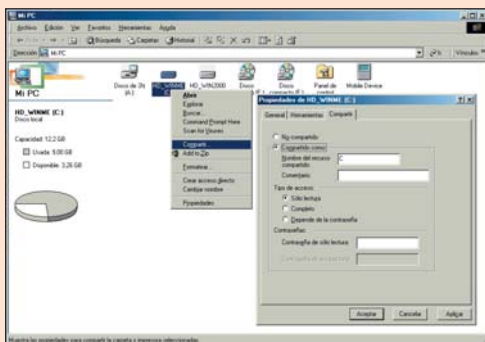 Mi PC
Archivo Edición Ver Favoritos Herramientas Ayuda
Búsqueda Carpetas Historial
Dirección Mi PC
Ir Vínculos
Mi PC
HD_WINME (C:)
Disco local
Capacidad: 12,2 GB
Usado: 9,00 GB
Disponible: 3,26 GB
Disco de 3½ (A:)
HD_WINME
HD_WIN2000
Disco
Disco
Panel de control
Mobile Device
Abrir
Explorar
Buscar...
Command Prompt Here
Scan for Viruses
Compartir...
Add to Zip
Formatear...
Crear acceso directo
Cambiar nombre
Propiedades
Propiedades de HD_WINME (C:)
General Herramientas Compartir
No compartido
Compartido como:
Nombre del recurso compartido:
C
Comentario:
Tipo de acceso:
Sólo lectura
Completo
Depende de la contraseña
Contraseñas:
Contraseña de sólo lectura:
Aceptar Cancelar Aplicar
Muestra las propiedades para compartir la carpeta o impresora seleccionadas.